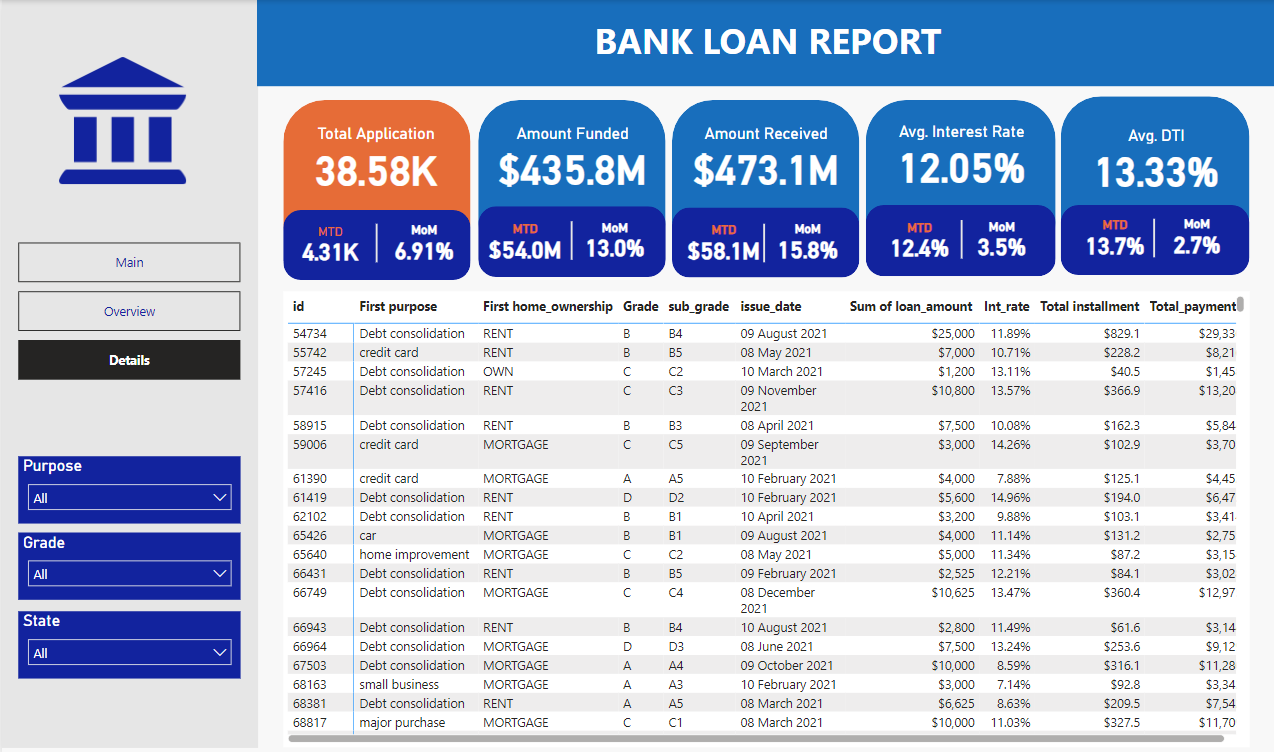 BANK LOAN REPORT
Total Application
38.58K
MTD
4.31K
MoM
6.91%
Amount Funded
$435.8M
MTD
$54.0M
MoM
13.0%
Amount Received
$473.1M
MTD
$58.1M
MoM
15.8%
Avg. Interest Rate
12.05%
MTD
12.4%
MoM
3.5%
Avg. DTI
13.33%
MTD
13.7%
MoM
2.7%
Main
Overview
Details
Purpose
All
Grade
All
State
All
id First purpose First home_ownership Grade sub_grade issue_date Sum of loan_amount Int_rate Total installment Total_payment
54734 Debt consolidation RENT B B4 09 August 2021 $25,000 11.89% $829.1 $29,33
55742 credit card RENT B B5 08 May 2021 $7,000 10.71% $228.2 $8,21
57245 Debt consolidation OWN C C2 10 March 2021 $1,200 13.11% $40.5 $1,45
57416 Debt consolidation RENT C C3 09 November $10,800 13.57% $366.9 $13,20
2021
58915 Debt consolidation RENT B B3 08 April 2021 $7,500 10.08% $162.3 $5,84
59006 credit card MORTGAGE C C5 09 September $3,000 14.26% $102.9 $3,70
2021
61390 credit card MORTGAGE A A5 10 February 2021 $4,000 7.88% $125.1 $4,45
61419 Debt consolidation RENT D D2 10 February 2021 $5,600 14.96% $194.0 $6,47
62102 Debt consolidation RENT B B1 10 April 2021 $3,200 9.88% $103.1 $3,41
65426 car MORTGAGE B B1 09 August 2021 $4,000 11.14% $131.2 $2,75
65640 home improvement MORTGAGE C C2 08 May 2021 $5,000 11.34% $87.2 $3,15
66431 Debt consolidation RENT B B5 09 February 2021 $2,525 12.21% $84.1 $3,02
66749 Debt consolidation MORTGAGE C C4 08 December $10,625 13.47% $360.4 $12,97
2021
66943 Debt consolidation RENT B B4 10 August 2021 $2,800 11.49% $61.6 $3,14
66964 Debt consolidation MORTGAGE D D3 08 June 2021 $7,500 13.24% $253.6 $9,12
67503 Debt consolidation MORTGAGE A A4 09 October 2021 $10,000 8.59% $316.1 $11,28
68163 small business MORTGAGE A A3 10 February 2021 $3,000 7.14% $92.8 $3,34
68381 Debt consolidation RENT A A5 08 March 2021 $6,625 8.63% $209.5 $7,54
68817 major purchase MORTGAGE C C1 08 March 2021 $10,000 11.03% $327.5 $11,70